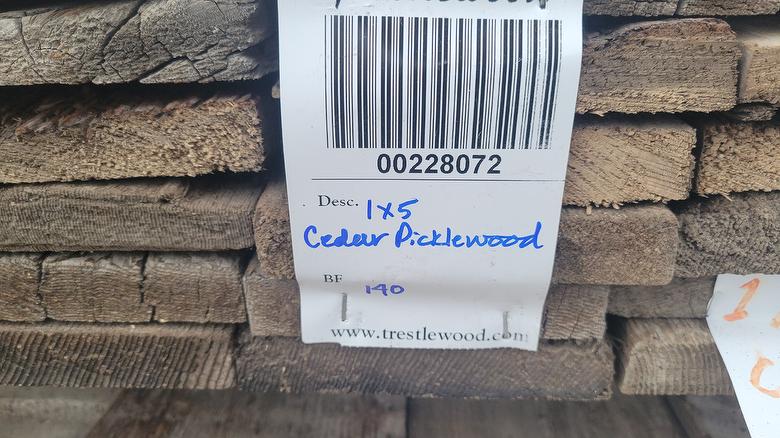 00228072
Desc. 1x5
Cedar Picklewood
BF 140
www.trestlewood.com